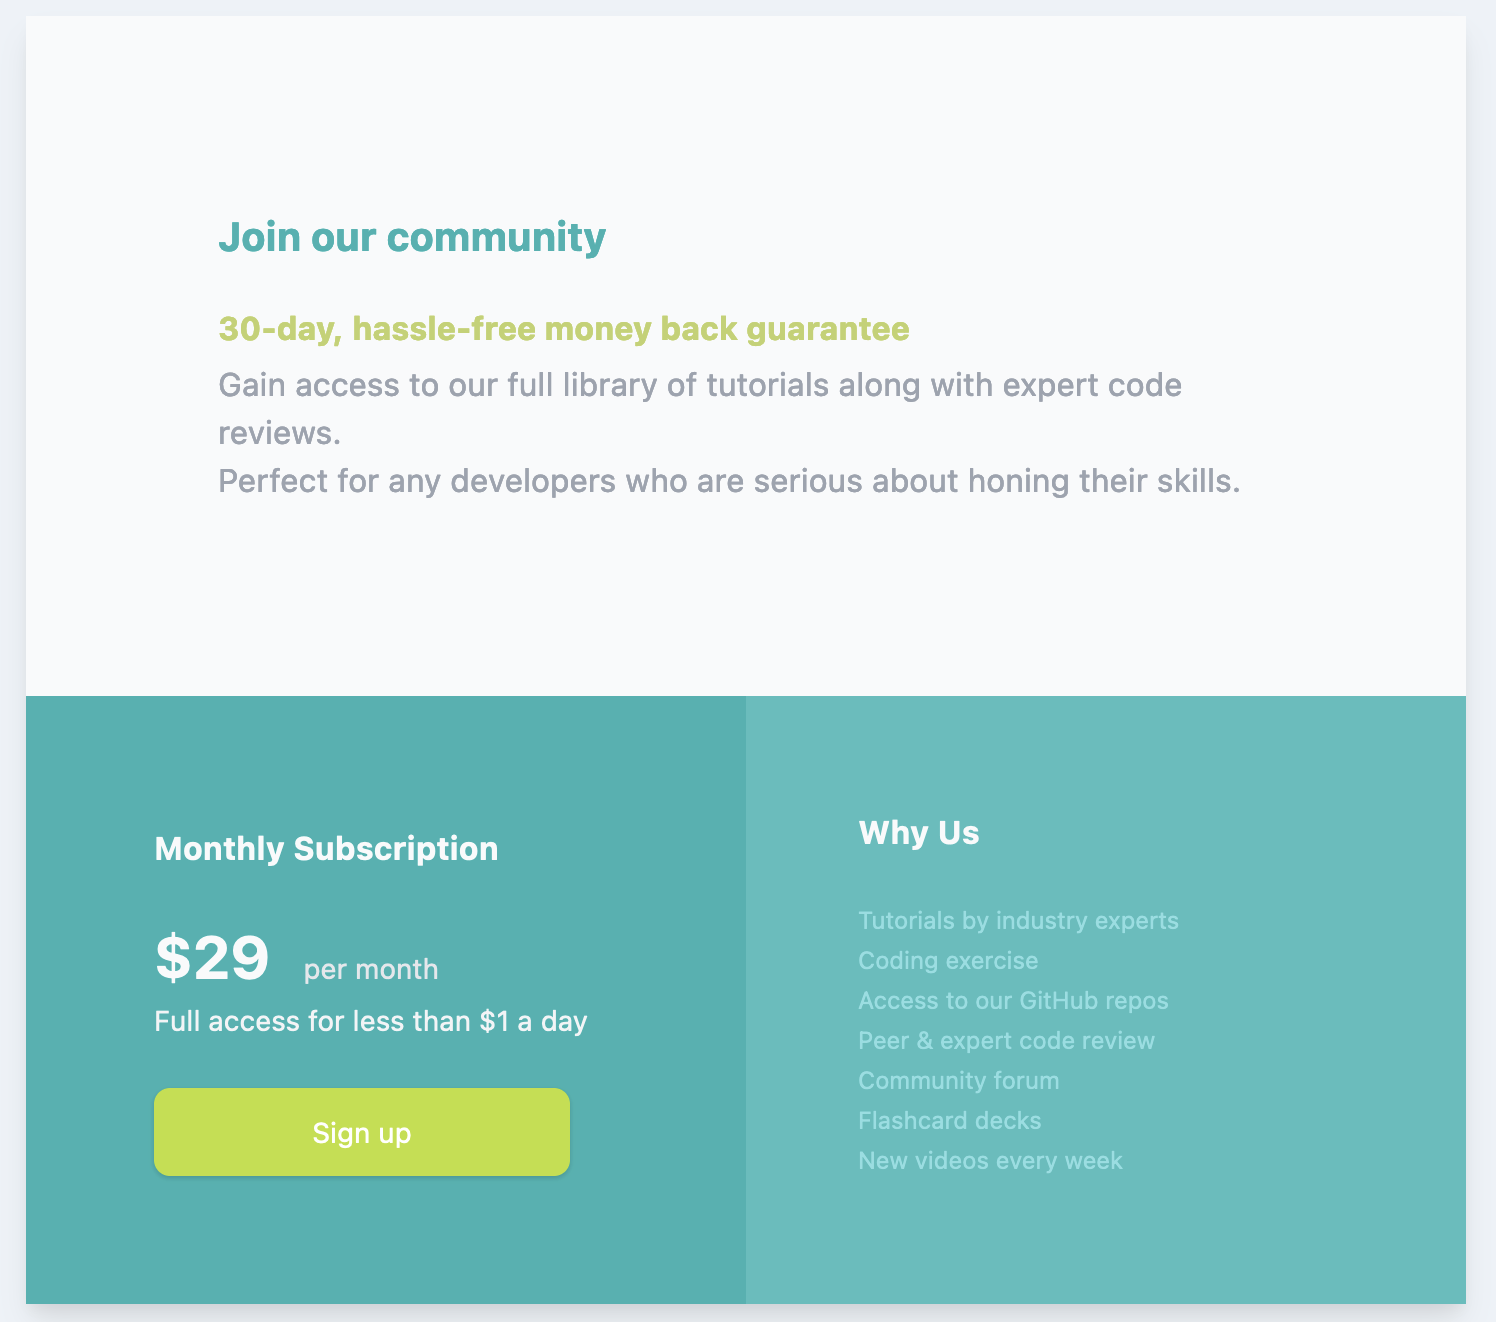 Join our community
30-day, hassle-free money back guarantee
Gain access to our full library of tutorials along with expert code
reviews.
Perfect for any developers who are serious about honing their skills.
Monthly Subscription
$29 per month
Full access for less than $1 a day
Sign up
Why Us
Tutorials by industry experts
Coding exercise
Access to our GitHub repos
Peer & expert code review
Community forum
Flashcard decks
New videos every week